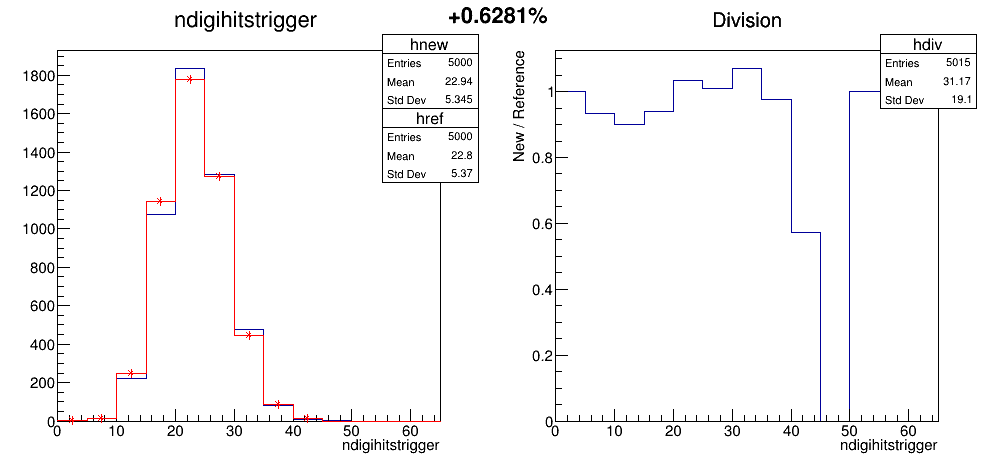 ndigihitstrigger
+0.6281%
Division
hnew
Entries 5000
Mean 22.94
Std Dev 5.345
href
Entries 5000
Mean 22.8
Std Dev 5.37
1800
1600
1400
1200
1000
800
600
400
200
0
0 10 20 30 40 50 60
ndigihitstrigger
hdiv
Entries 5015
Mean 31.17
Std Dev 19.1
New / Reference
1
0.8
0.6
0.4
0.2
0
0 10 20 30 40 50 60
ndigihitstrigger